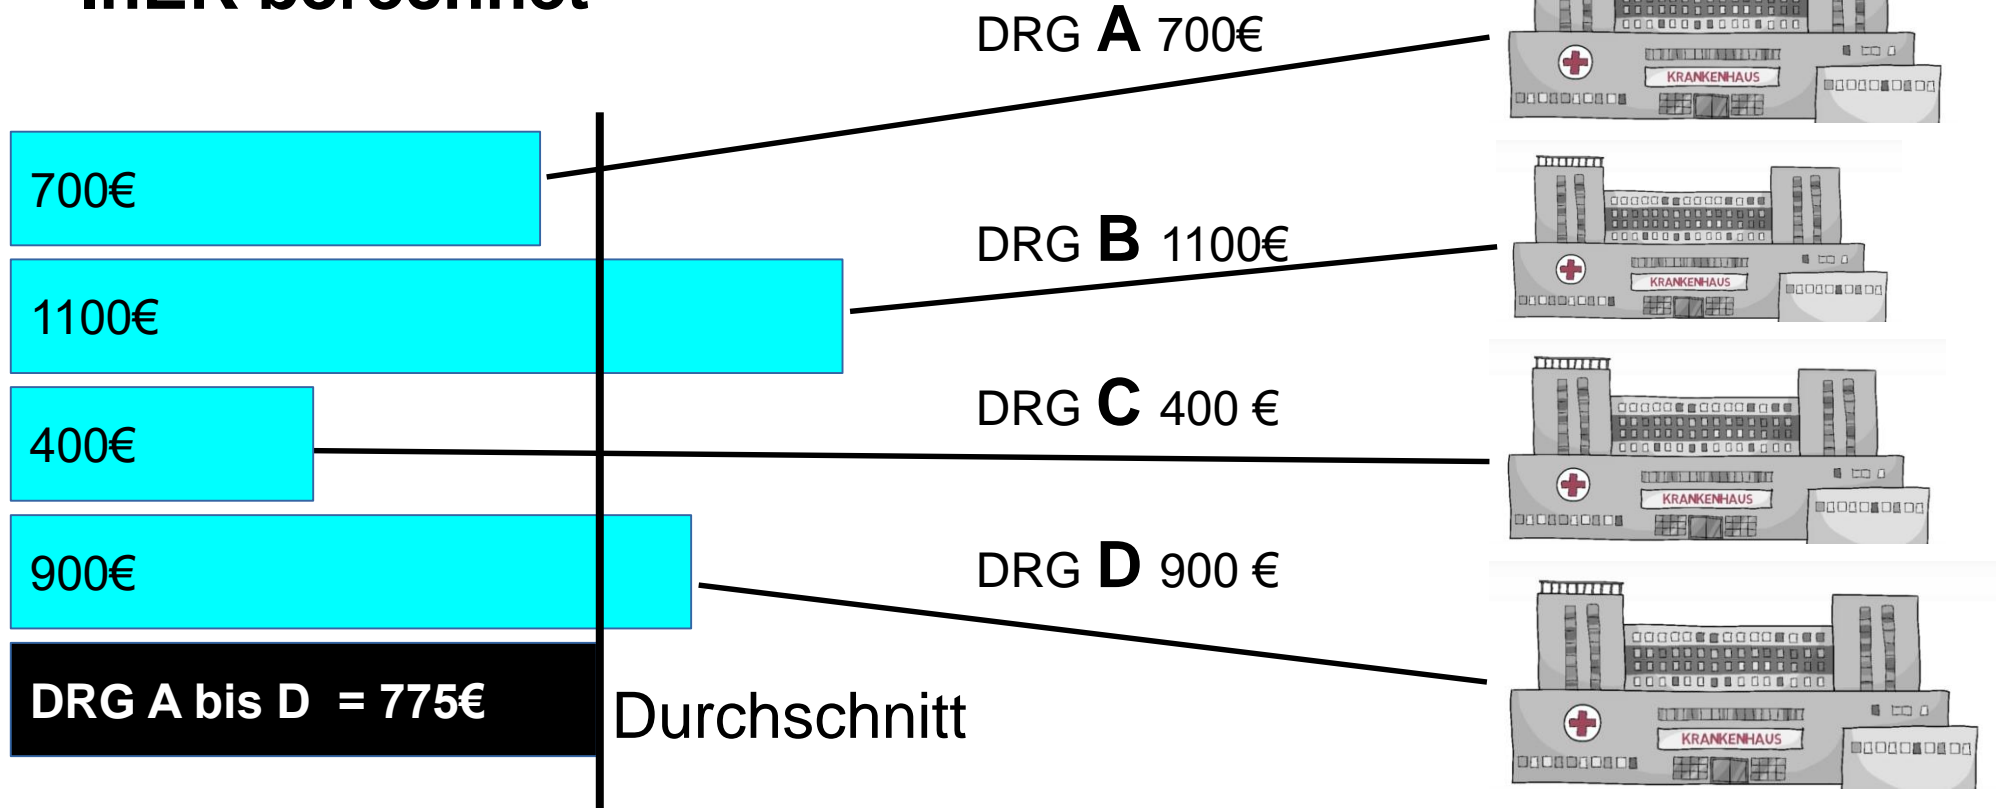 berechnet
DRG A 700€
KRANKENHAUS
700€
DRG B 1100€
KRANKENHAUS
1100€
DRG C 400 €
400€
KRANKENHAUS
DRG D 900 €
900€
DRG A bis D = 775€
Durchschnitt
KRANKENHAUS